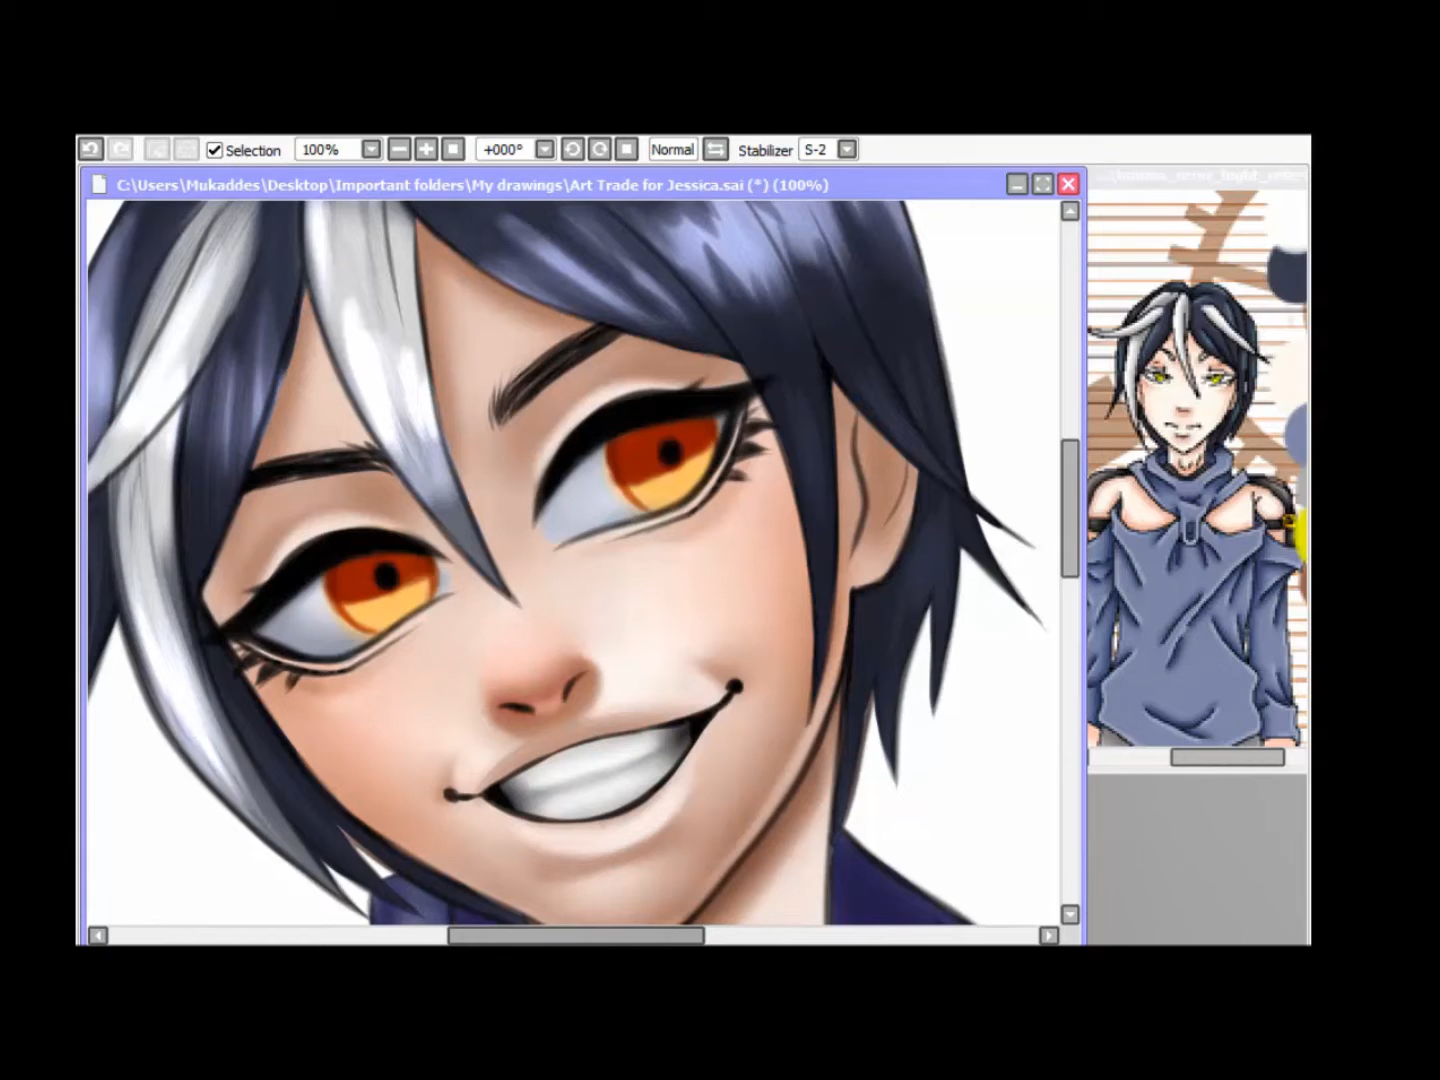 Selection 100% +000° Normal Stabilizer S-2
C:\Users\Mukaddes\Desktop\Important folders\My drawings\Art Trade for Jessica.sai (*) (100%)